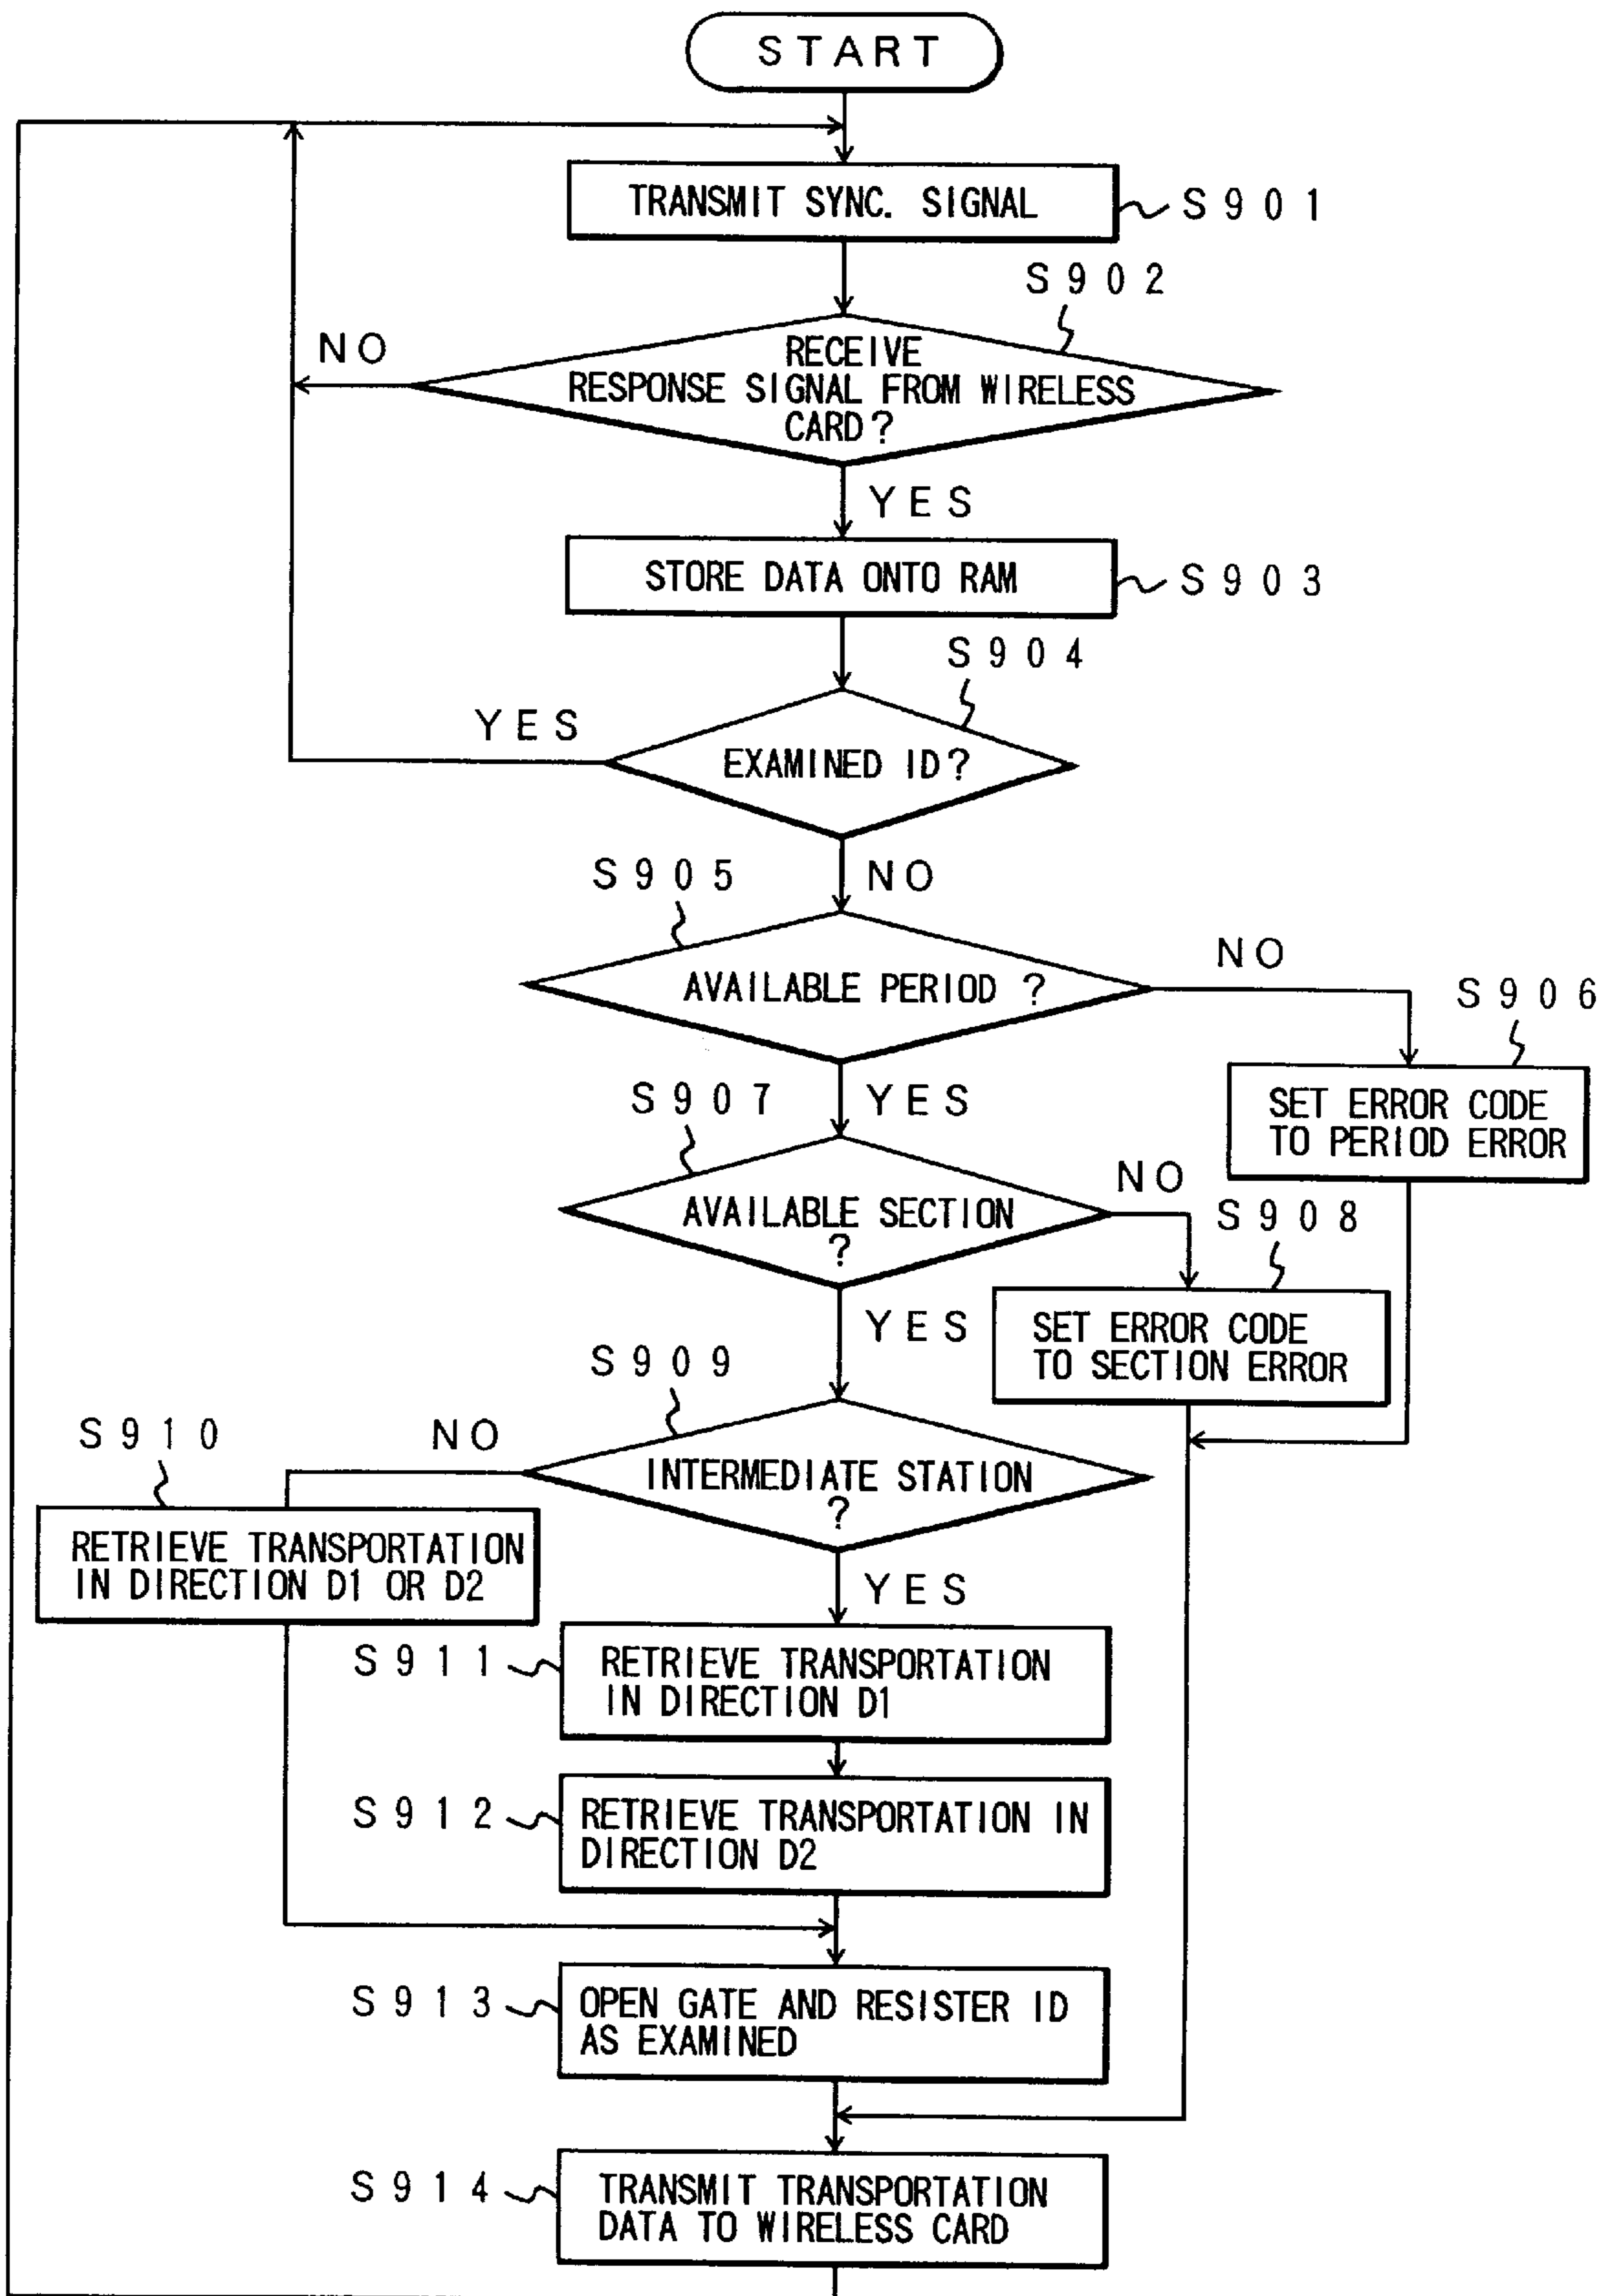 START
TRANSMIT SYNC. SIGNAL
S901
S902
NO
RECEIVE
RESPONSE SIGNAL FROM WIRELESS
CARD?
YES
STORE DATA ONTO RAM
S903
S904
YES
EXAMINED ID?
S905
NO
AVAILABLE PERIOD ?
NO
S906
SET ERROR CODE
TO PERIOD ERROR
S907
YES
AVAILABLE SECTION
?
NO
S908
SET ERROR CODE
TO SECTION ERROR
YES
S909
INTERMEDIATE STATION
?
NO
S910
RETRIEVE TRANSPORTATION
IN DIRECTION D1 OR D2
YES
S911
RETRIEVE TRANSPORTATION
IN DIRECTION D1
S912
RETRIEVE TRANSPORTATION IN
DIRECTION D2
S913
OPEN GATE AND RESISTER ID
AS EXAMINED
S914
TRANSMIT TRANSPORTATION
DATA TO WIRELESS CARD